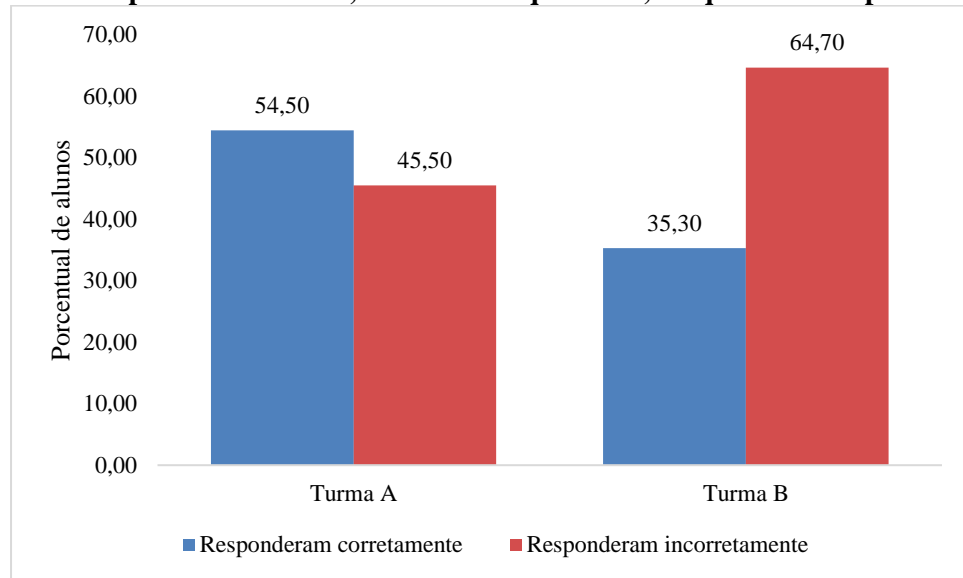 70,00
60,00
50,00
40,00
30,00
20,00
10,00
0,00
Porcentual de alunos
54,50
45,50
35,30
64,70
Turma A
Turma B
Responderam corretamente
Responderam incorretamente